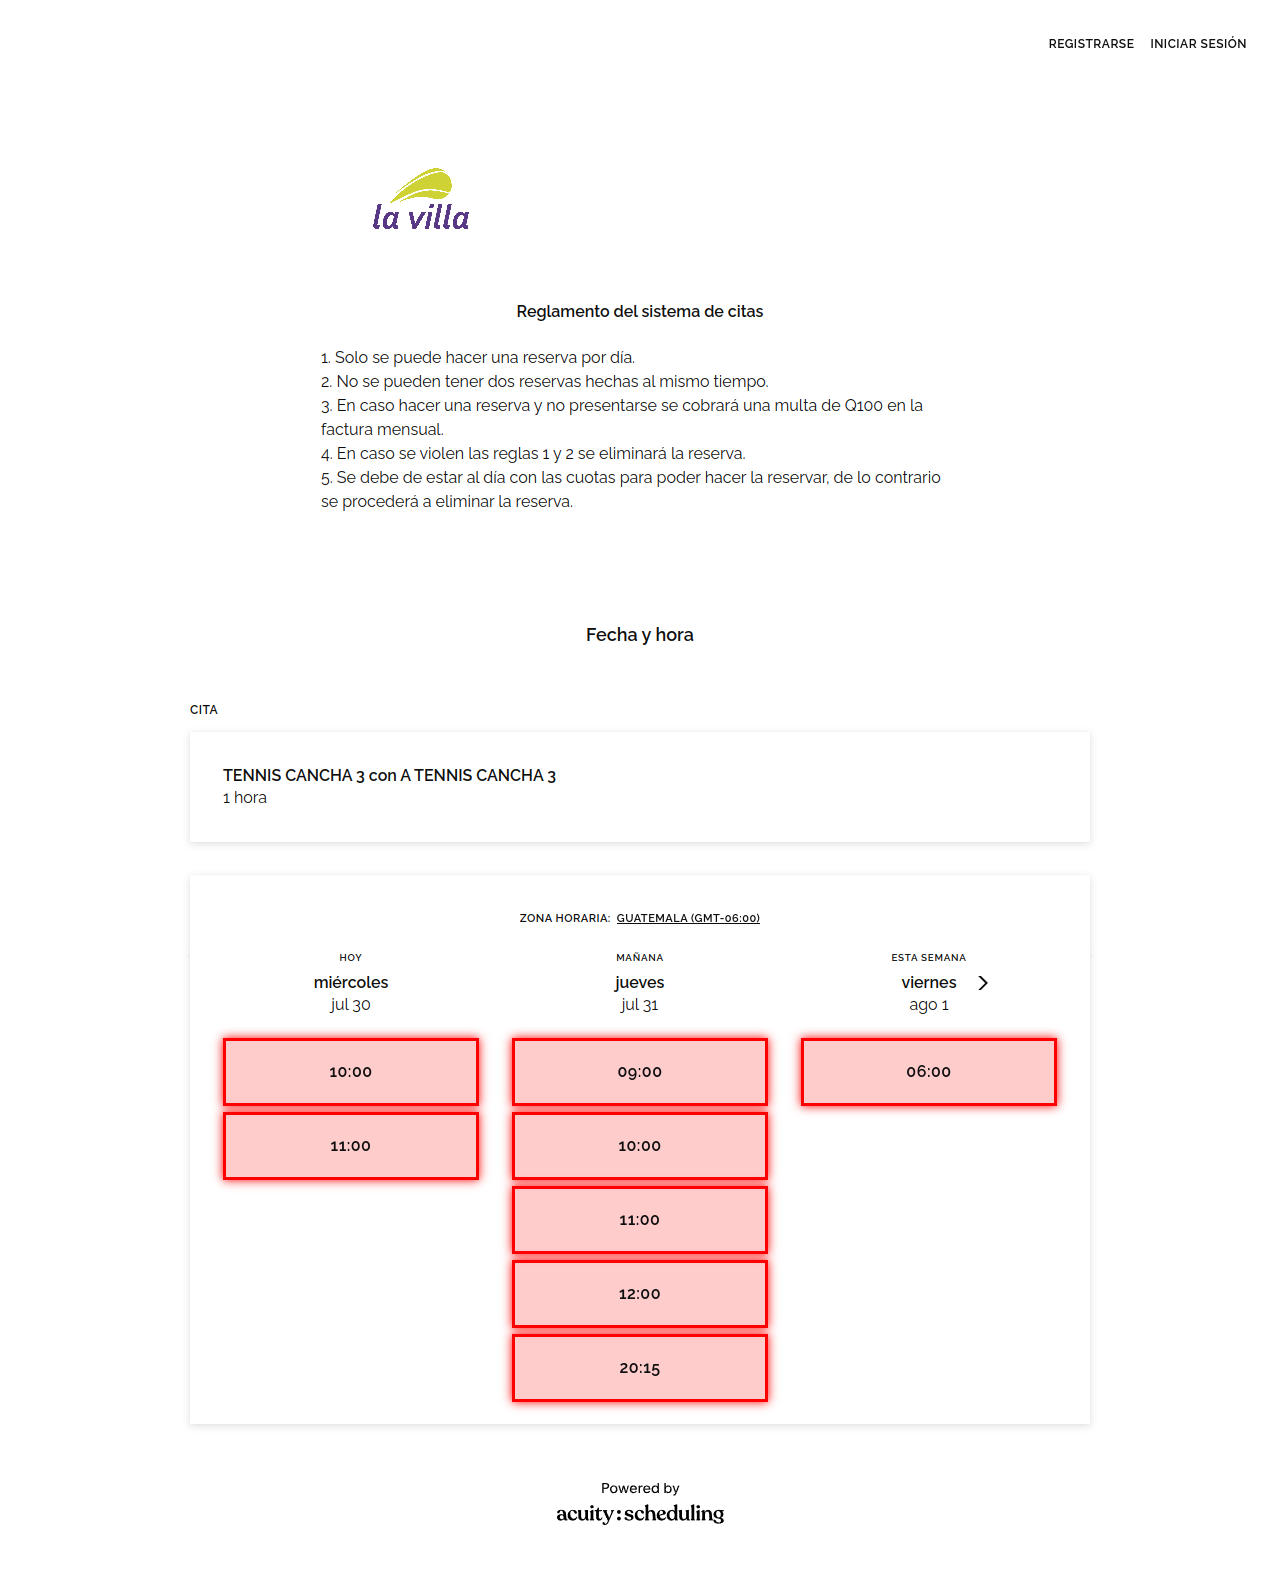 REGISTRARSE INICIAR SESIÓN
la villa
Reglamento del sistema de citas
1. Solo se puede hacer una reserva por día.
2. No se pueden tener dos reservas hechas al mismo tiempo.
3. En caso hacer una reserva y no presentarse se cobrará una multa de Q100 en la
factura mensual.
4. En caso se violen las reglas 1 y 2 se eliminará la reserva.
5. Se debe de estar al día con las cuotas para poder hacer la reservar, de lo contrario
se procederá a eliminar la reserva.
Fecha y hora
CITA
TENNIS CANCHA 3 con A TENNIS CANCHA 3
1 hora
ZONA HORARIA: GUATEMALA (GMT-06:00)
HOY MAÑANA ESTA SEMANA
miércoles jueves viernes
jul 30 jul 31 ago 1
10:00 09:00 06:00
11:00 10:00
11:00
12:00
20:15
Powered by
acuity:scheduling